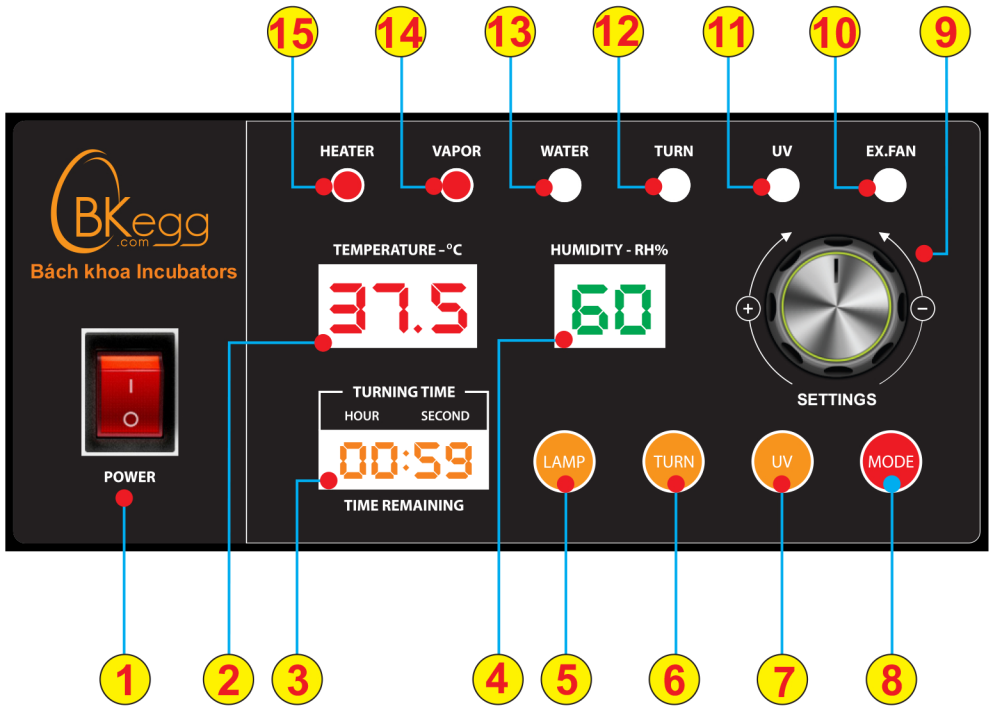 15 14 13 12 11 10 9
HEATER VAPOR WATER TURN UV EX.FAN
BKegg
.com
Bách khoa Incubators
TEMPERATURE-°C HUMIDITY - RH%
37.5 60
+ −
SETTINGS
TURNING TIME
HOUR SECOND
00:59
TIME REMAINING
I
O
POWER
LAMP TURN UV MODE
1 2 3 4 5 6 7 8